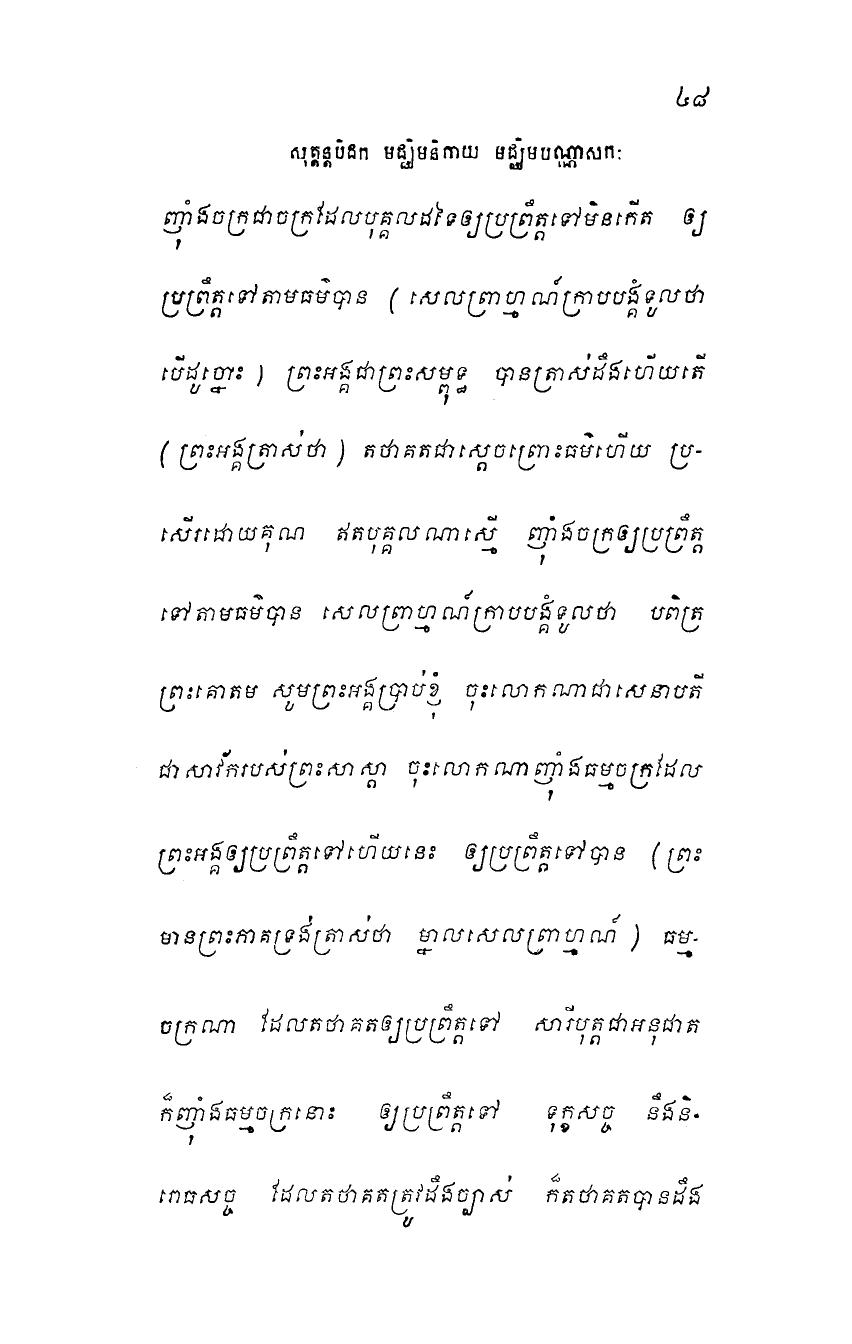 ៤៨
សុត្តន្តបិដក មជ្ឈិមនិកាយ មជ្ឈិមបណ្ណាសកៈ
ញុំាងចក្រជាចក្រដែលបុគ្គលដទៃឲ្យប្រព្រឹត្តទៅមិនកើត ឲ្យ
ប្រព្រឹត្តទៅតាមធម៌បាន ( សេលព្រាហ្មណ៍ក្រាបបង្គំទូលថា
បើដូច្នោះ ) ព្រះអង្គជាព្រះសម្ពុទ្ធ បានត្រាស់ដឹងហើយតើ
( ព្រះអង្គត្រាស់ថា ) តថាគតជាស្តេចព្រោះធម៌ហើយ ប្រ-
សើរដោយគុណ ឥតបុគ្គលណាស្មើ ញុំាងចក្រឲ្យប្រព្រឹត្ត
ទៅតាមធម៌បាន សេលព្រាហ្មណ៍ក្រាបបង្គំទូលថា បពិត្រ
ព្រះគោតម សូមព្រះអង្គប្រាប់ខ្ញុំ ចុះលោកណាជាសេនាបតី
ជាសាវ័ករបស់ព្រះសាស្តា ចុះលោកណាញុំាងធម្មចក្រដែល
ព្រះអង្គឲ្យប្រព្រឹត្តទៅហើយនេះ ឲ្យប្រព្រឹត្តទៅបាន ( ព្រះ
មានព្រះភាគទ្រង់ត្រាស់ថា ម្នាលសេលព្រាហ្មណ៍ ) ធម្ម-
ចក្រណា ដែលតថាគតឲ្យប្រព្រឹត្តទៅ សារីបុត្តជាអនុជាត
ក៏ញុំាងធម្មចក្រនោះ ឲ្យប្រព្រឹត្តទៅ ទុក្ខសច្ច នឹងនិ-
រោធសច្ច ដែលតថាគតត្រូវដឹងច្បាស់ ក៏តថាគតបានដឹង